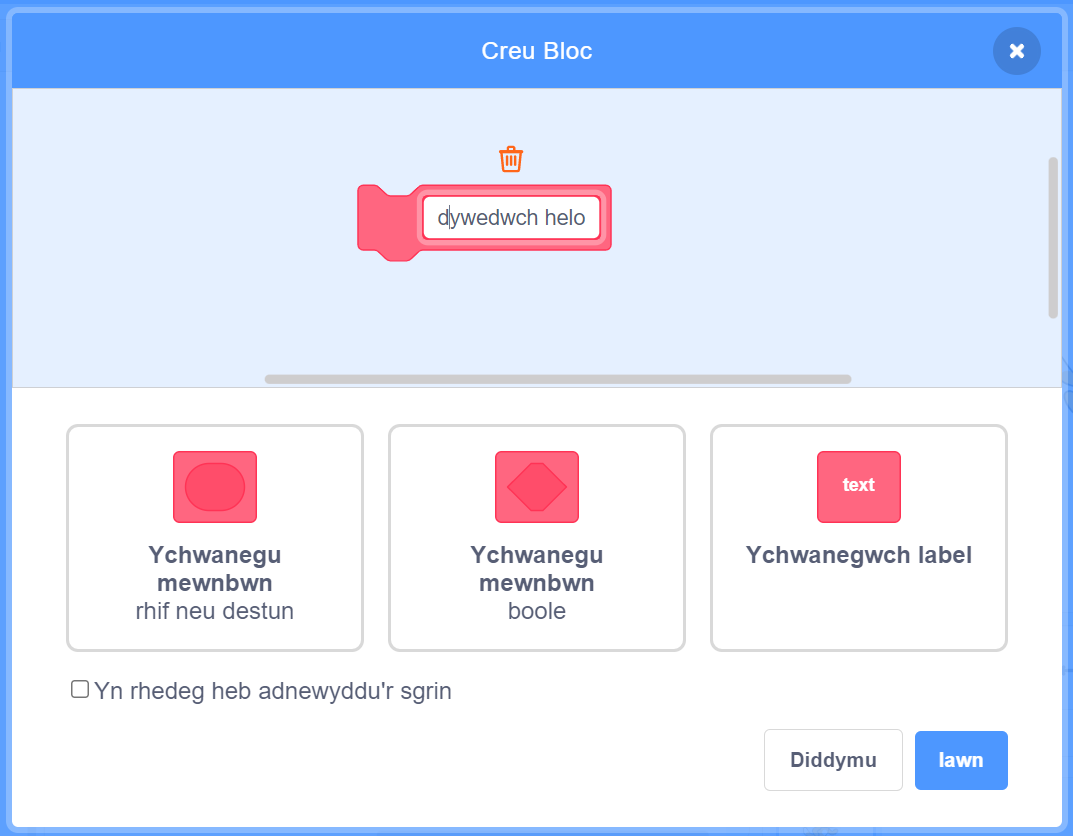 Creu Bloc
dywedwch helo
text
Ychwanegu
mewnbwn
rhif neu destun
Ychwanegu
mewnbwn
boole
Ychwanegwch label
Yn rhedeg heb adnewyddu'r sgrin
Diddymu
Iawn